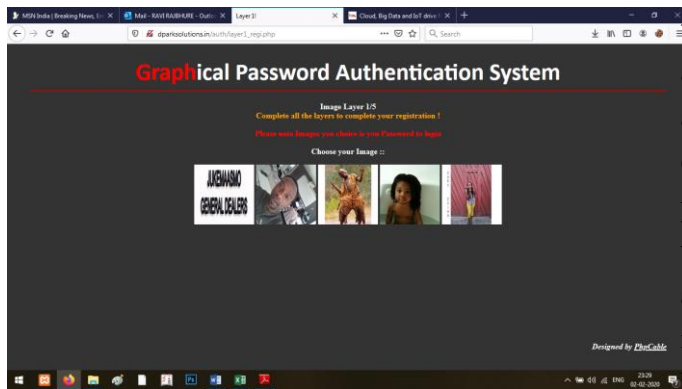 MSN India | Breaking News, En
Mail - RAVI RAJBHURE - Outlo
Layer 1!
Cloud, Big Data and IoT drive
dparksolutions.in/auth/layer1_regi.php
Search
Graphical Password Authentication System
Image Layer 1/5
Complete all the layers to complete your registration !
Please note Images you choice is you Password to login
Choose your Image ::
JUKEMAASMO
GENERAL DEALERS
Designed by PhpCable
ENG
23:29
02-02-2020